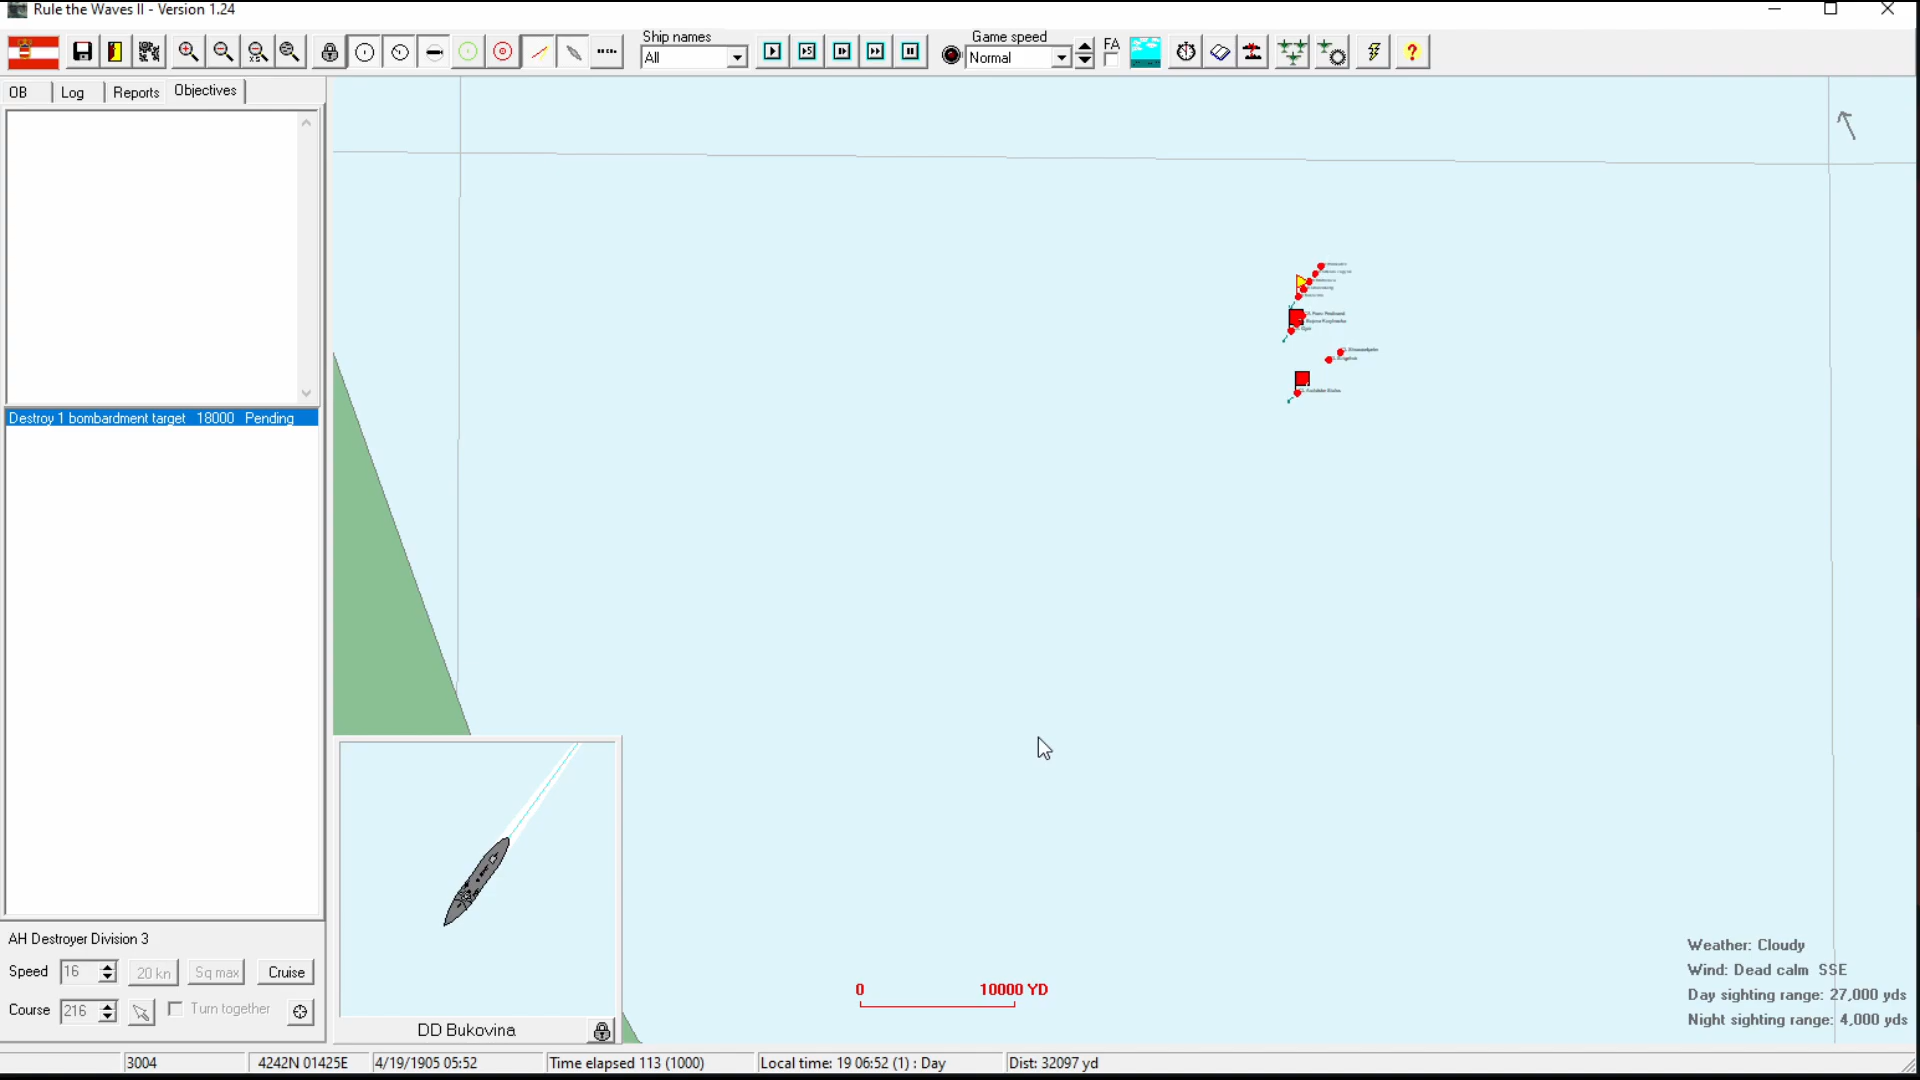 Rule the Waves II - Version 1.24
Ship names
All
Game speed
Normal
FA
OB
Log
Reports
Objectives
Destroy 1 bombardment target 18000 Pending
AH Destroyer Division 3
Speed 16 20 kn Sq max Cruise
Course 216 Turn together
DD Bukovina
0 10000 YD
Weather: Cloudy
Wind: Dead calm SSE
Day sighting range: 27,000 yds
Night sighting range: 4,000 yds
3004
4242N 01425E
4/19/1905 05:52
Time elapsed 113 (1000)
Local time: 19 06:52 (1) : Day
Dist: 32097 yd